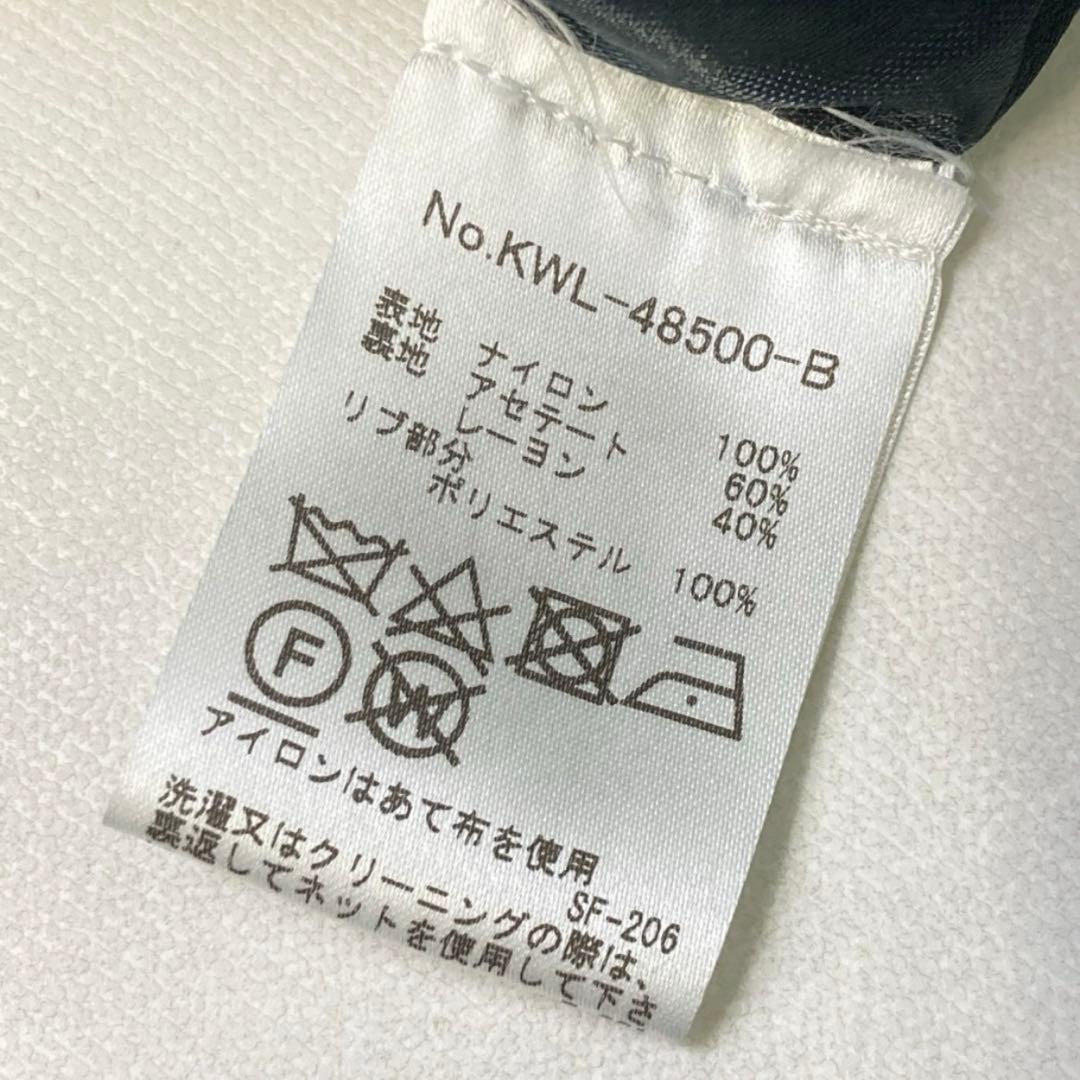 No.KWL-48500-B
表地 ナイロン 100%
裏地 アセテート 60%
レーヨン 40%
リブ部分
ポリエステル 100%
F
W
アイロンはあて布を使用
SF-206
洗濯又はクリーニングの際は、
裏返してネットを使用して下さ